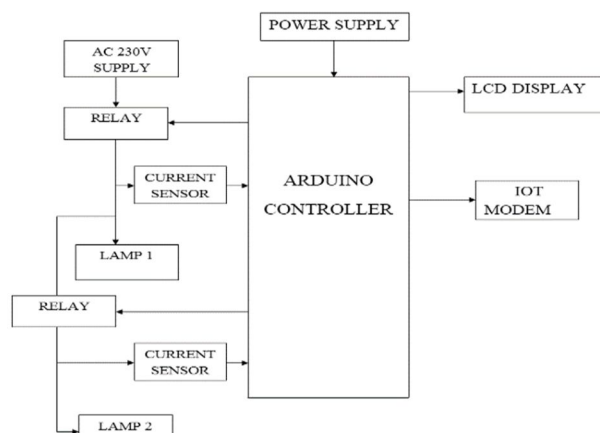 POWER SUPPLY
AC 230V
SUPPLY
LCD DISPLAY
RELAY
CURRENT
SENSOR
ARDUINO
CONTROLLER
IOT
MODEM
LAMP 1
RELAY
CURRENT
SENSOR
LAMP 2